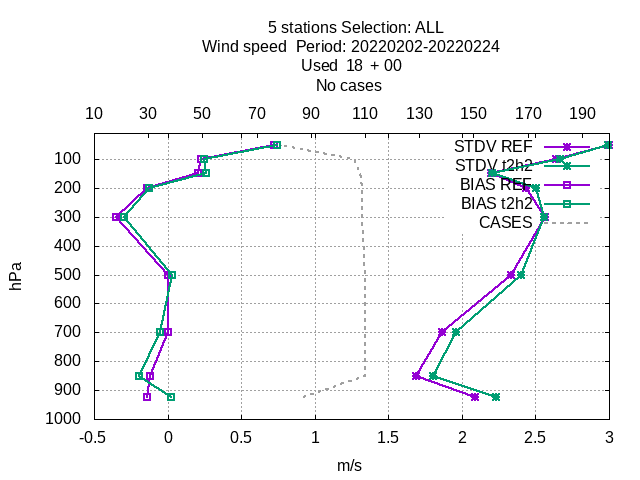 5 stations Selection: ALL
Wind speed  Period: 20220202-20220224
Used  18  + 00
No cases
10 30 50 70 90 110 130 150 170 190
STDV REF
STDV t2h2
BIAS REF
BIAS t2h2
CASES
100
200
300
400
500
600
700
800
900
1000
hPa
-0.5 0 0.5 1 1.5 2 2.5 3
m/s